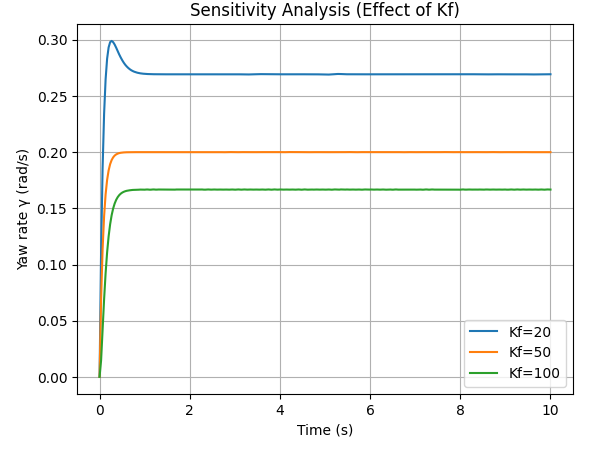 Sensitivity Analysis (Effect of Kf)
Yaw rate γ (rad/s)
0.30
0.25
0.20
0.15
0.10
0.05
0.00
0 2 4 6 8 10
Time (s)
Kf=20
Kf=50
Kf=100